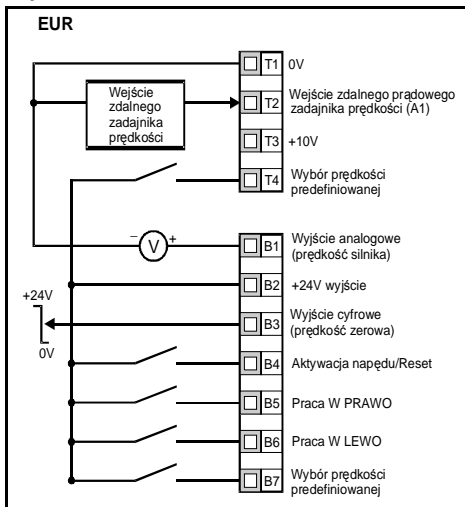 EUR
T1 0V
Wejście
zdalnego
zadajnika
prędkości
T2 Wejście zdalnego prądowego
zadajnika prędkości (A1)
T3 +10V
T4 Wybór prędkości
predefiniowanej
− V +
B1 Wyjście analogowe
(prędkość silnika)
B2 +24V wyjście
+24V
0V
B3 Wyjście cyfrowe
(prędkość zerowa)
B4 Aktywacja napędu/Reset
B5 Praca W PRAWO
B6 Praca W LEWO
B7 Wybór prędkości
predefiniowanej